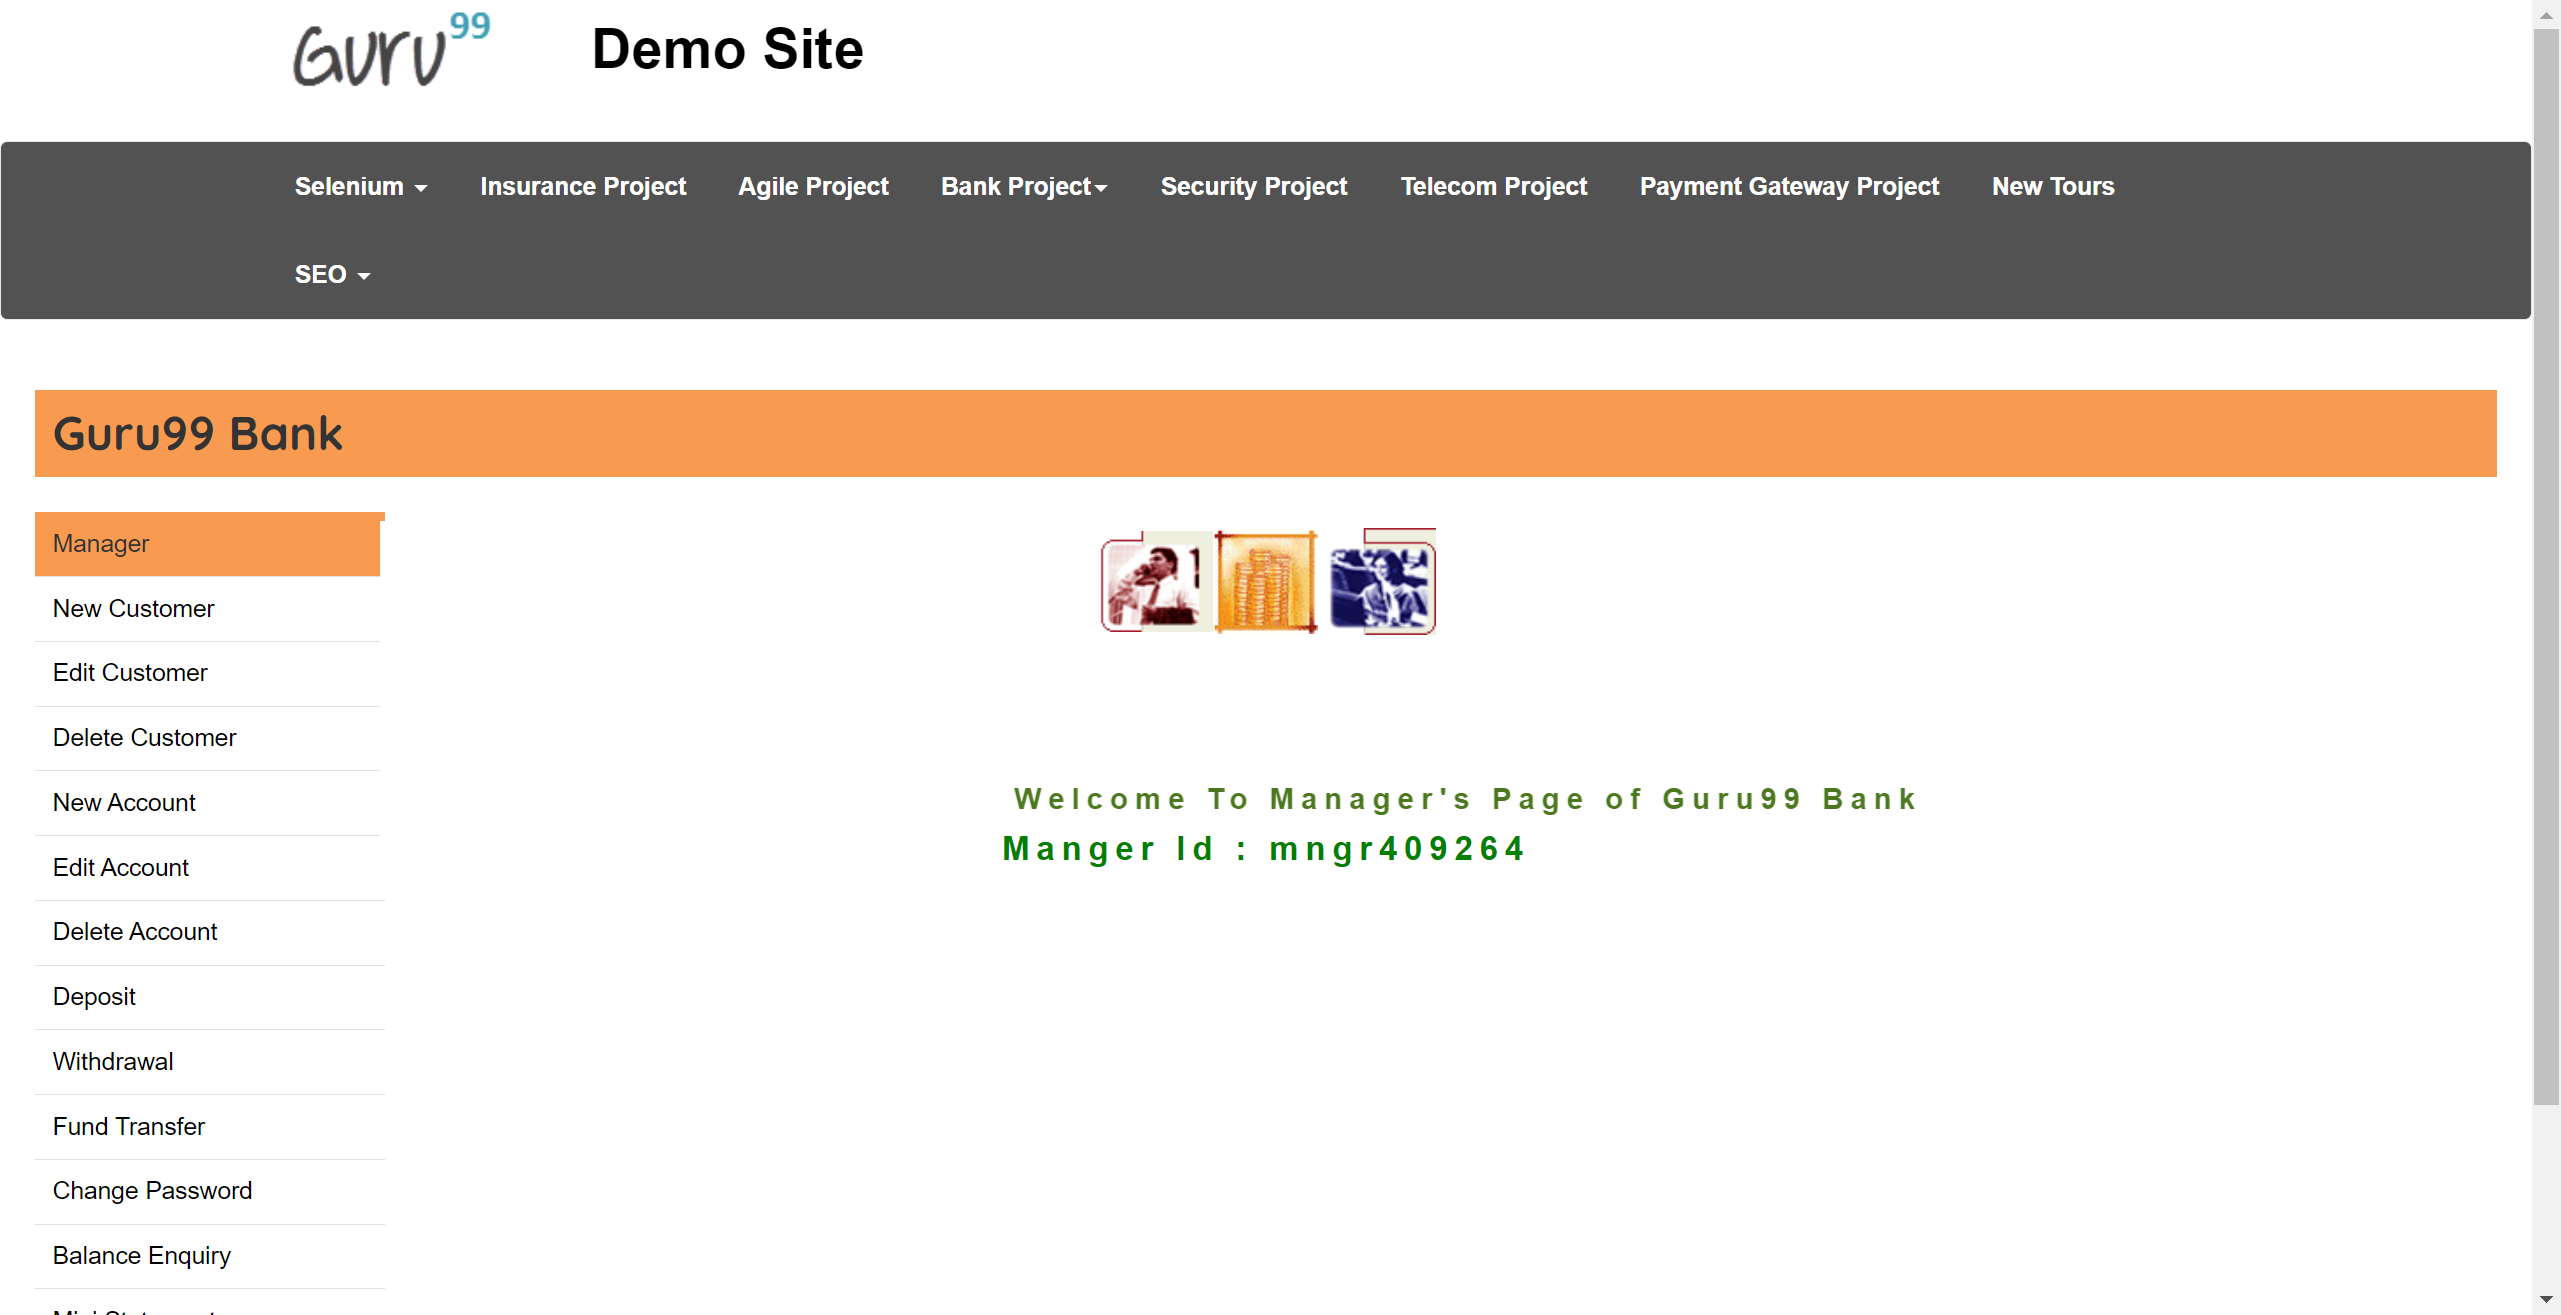 Guru99
Demo Site
Selenium
Insurance Project
Agile Project
Bank Project
Security Project
Telecom Project
Payment Gateway Project
New Tours
SEO
Guru99 Bank
Manager
New Customer
Edit Customer
Delete Customer
New Account
Edit Account
Delete Account
Deposit
Withdrawal
Fund Transfer
Change Password
Balance Enquiry
Welcome To Manager's Page of Guru99 Bank
Manger Id : mngr409264